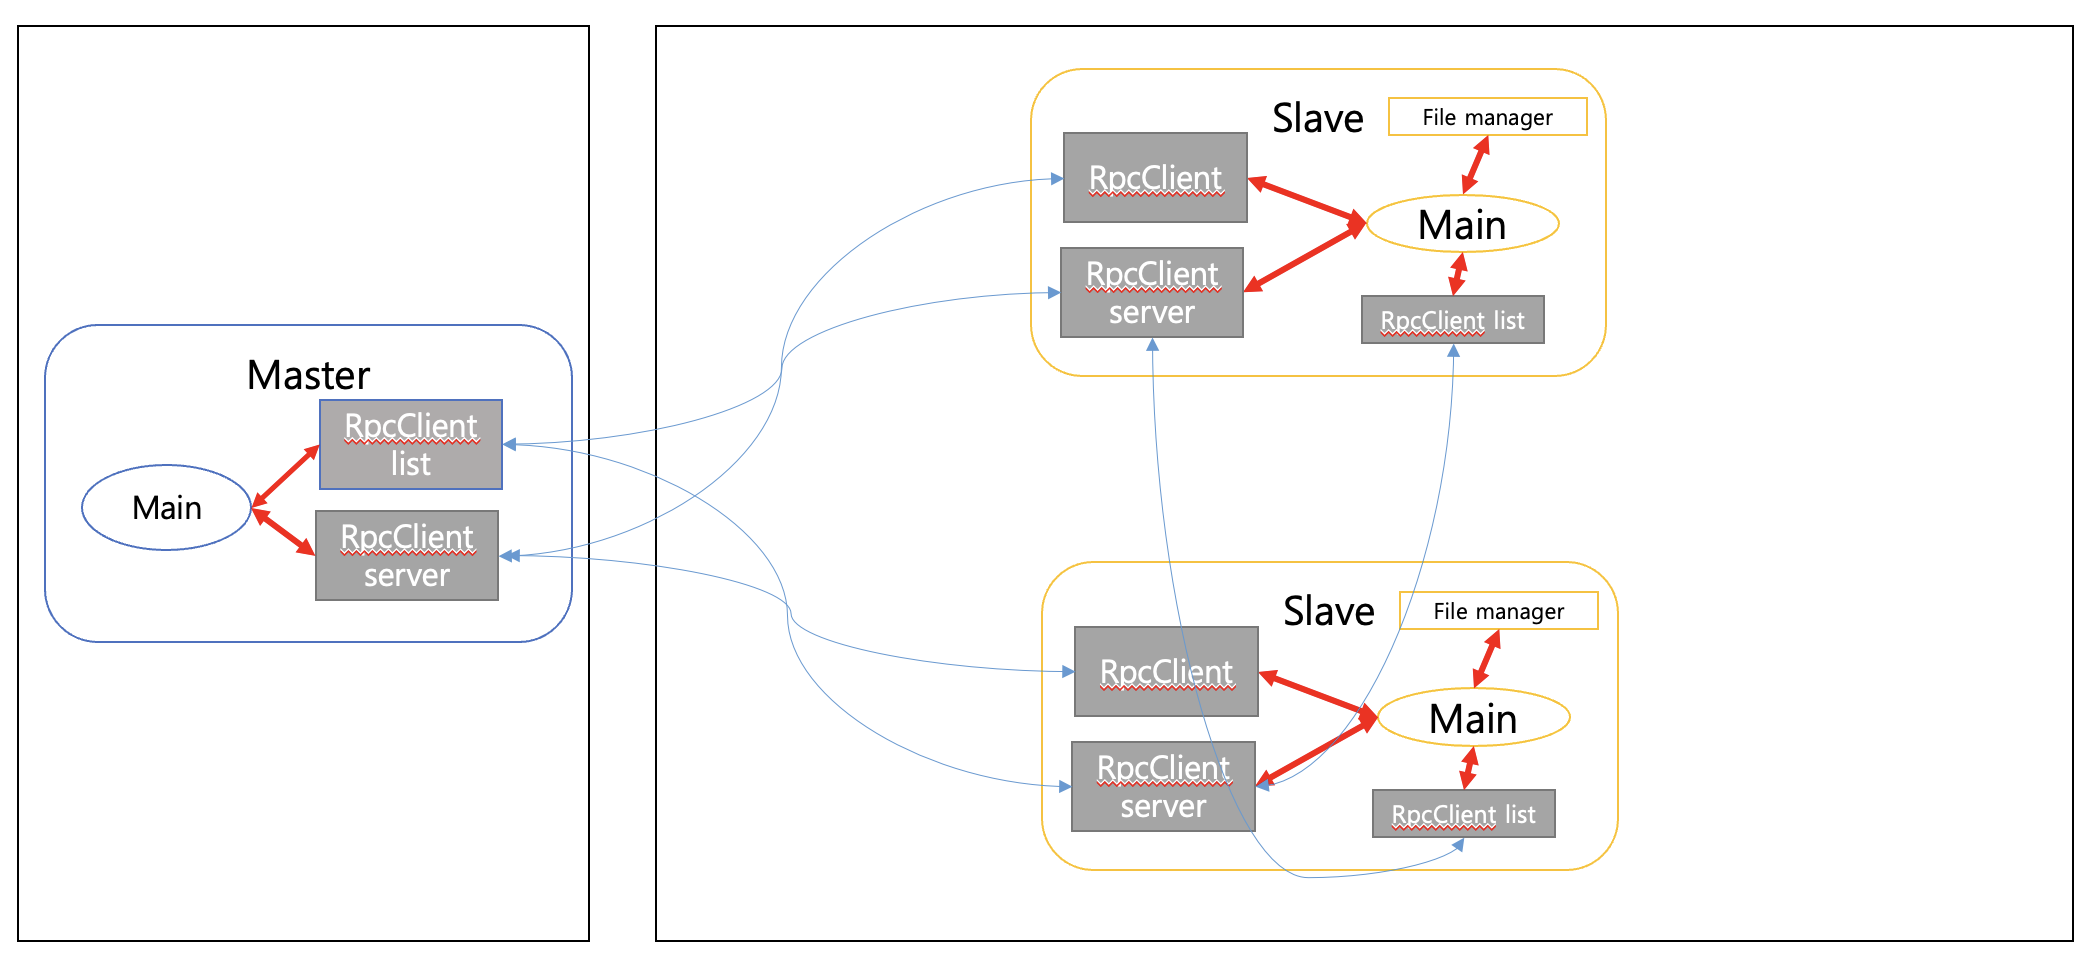 Master
RpcClient
list
Main
RpcClient
server
Slave
File manager
RpcClient
Main
RpcClient
server
RpcClient list
Slave
File manager
RpcClient
Main
RpcClient
server
RpcClient list